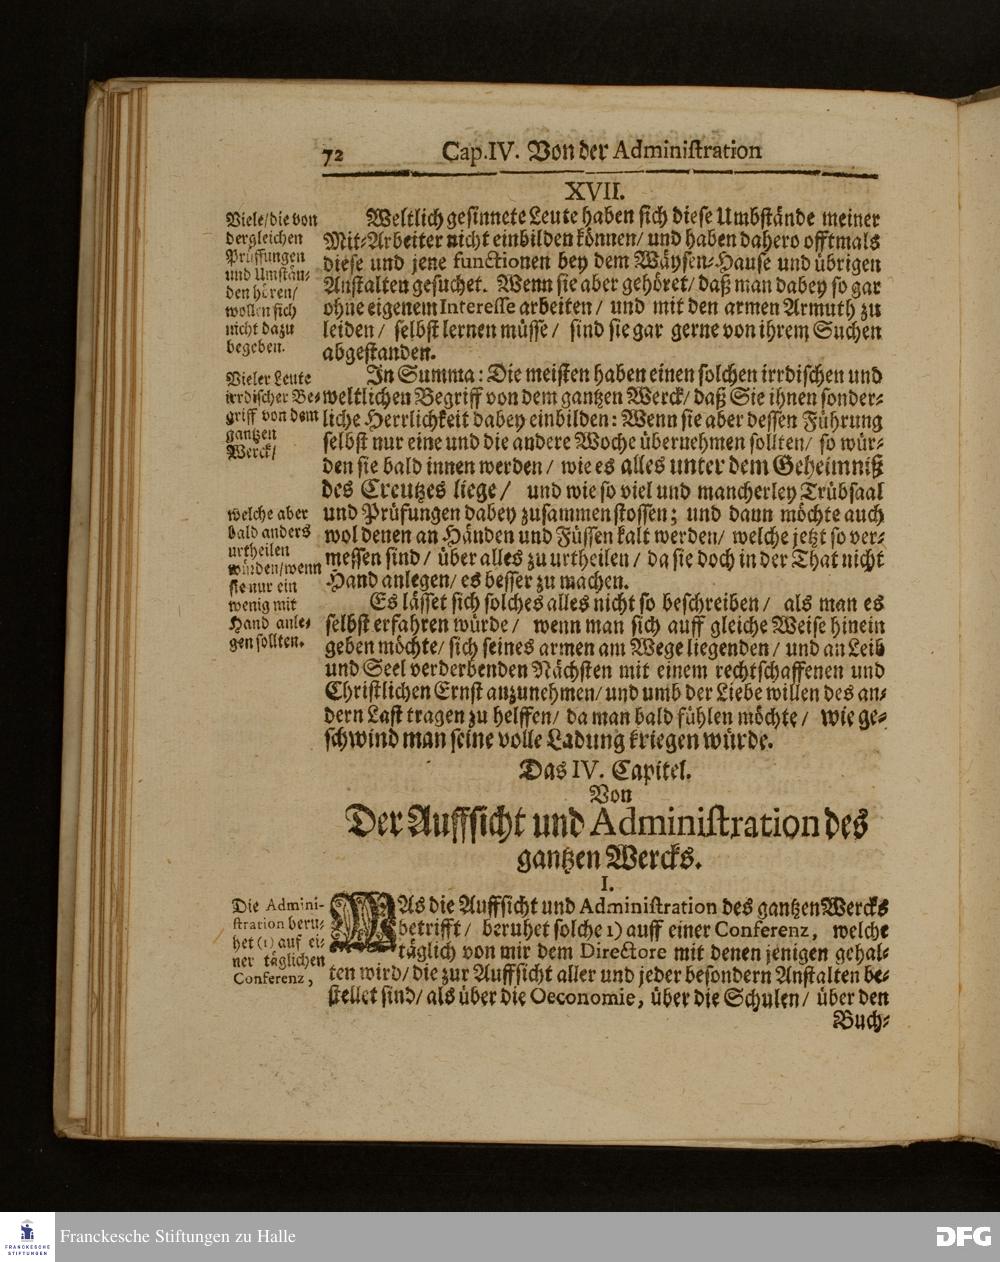 72 Cap.IV. Von der Administration
XVII.
Viele/die von
dergleichen
Prüffungen
und Umstän-
den hören/
wollen sich
nicht dazu
begeben.
Weltlich gesinnete Leute haben sich diese Umbstände meiner
Mit-Arbeiter nicht einbilden können/ und haben dahero offtmals
diese und jene functionen bey dem Wäysen-Hause und übrigen
Anstalten gesuchet. Wenn sie aber gehöret/ daß man dabey so gar
ohne eigenem Interesse arbeiten/ und mit den armen Armuth zu
leiden/ selbst lernen müsse/ sind sie gar gerne von ihrem Suchen
abgestanden.
Vieler Leute
irrdischer Be-
griff von dem
gantzen
Werck/
In Summa: Die meisten haben einen solchen irrdischen und
weltlichen Begriff von dem gantzen Werck/ daß Sie ihnen sonder-
liche Herrlichkeit dabey einbilden: Wenn sie aber dessen Führung
selbst nur eine und die andere Woche übernehmen sollten/ so wür-
den sie bald innen werden/ wie es alles unter dem Geheimniß
des Creutzes liege/ und wie so viel und mancherley Trübsaal
welche aber
bald anders
urtheilen
würden/wenn
sie nur ein
wenig mit
Hand anle-
gen sollten.
und Prüfungen dabey zusammen stossen; und dann möchte auch
wol denen an Händen und Füssen kalt werden/ welche jetzt so ver-
messen sind/ über alles zu urtheilen/ da sie doch in der That nicht
Hand anlegen/ es besser zu machen.
Es lässet sich solches alles nicht so beschreiben/ als man es
selbst erfahren würde/ wenn man sich auff gleiche Weise hinein
geben möchte/ sich seines armen am Wege liegenden/ und an Leib
und Seel verderbenden Nächsten mit einem rechtschaffenen und
Christlichen Ernst anzunehmen/ und umb der Liebe willen des an-
dern Last tragen zu helffen/ da man bald fühlen möchte/ wie ge-
schwind man seine volle Ladung kriegen würde.
Das IV. Capitel.
Von
Der Auffsicht und Administration des
gantzen Wercks.
I.
Die Admini-
stration beru-
het (1) auf ei-
ner täglichen
Conferenz,
WAs die Auffsicht und Administration des gantzen Wercks
betrifft/ beruhet solche 1) auff einer Conferenz, welche
täglich von mir dem Directore mit denen jenigen gehal-
ten wird/ die zur Auffsicht aller und jeder besondern Anstalten be-
stellet sind/ als über die Oeconomie, über die Schulen/ über den
Buch-
FRANCKESCHE
STIFTUNGEN
Franckesche Stiftungen zu Halle
DFG